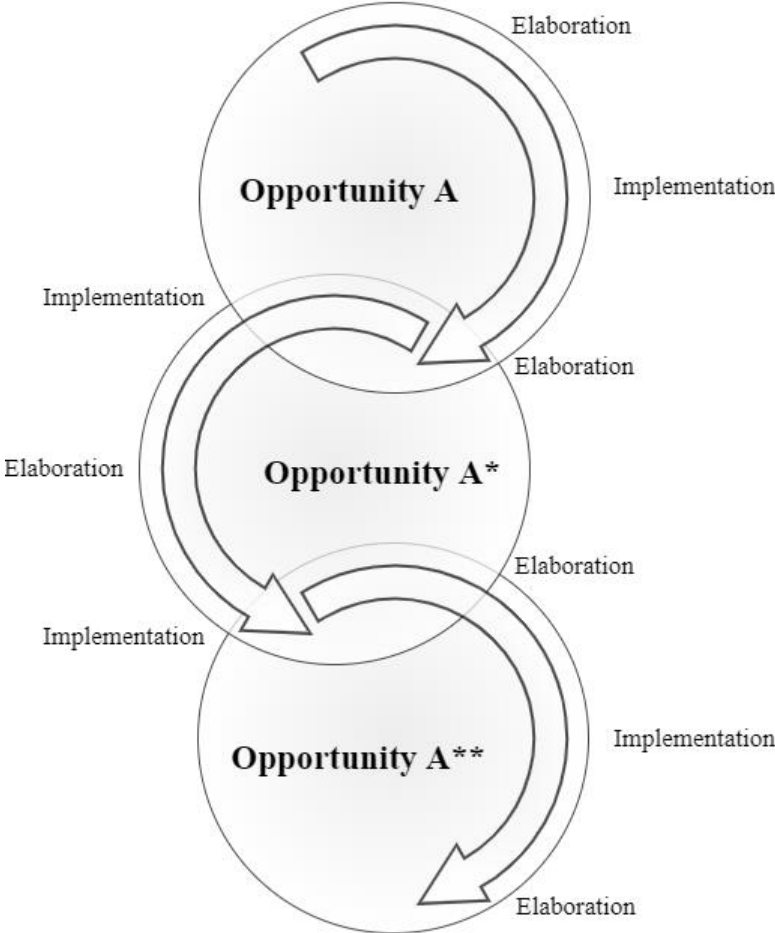 Elaboration
Opportunity A
Implementation
Implementation
Elaboration
Elaboration
Opportunity A*
Elaboration
Implementation
Implementation
Opportunity A**
Elaboration